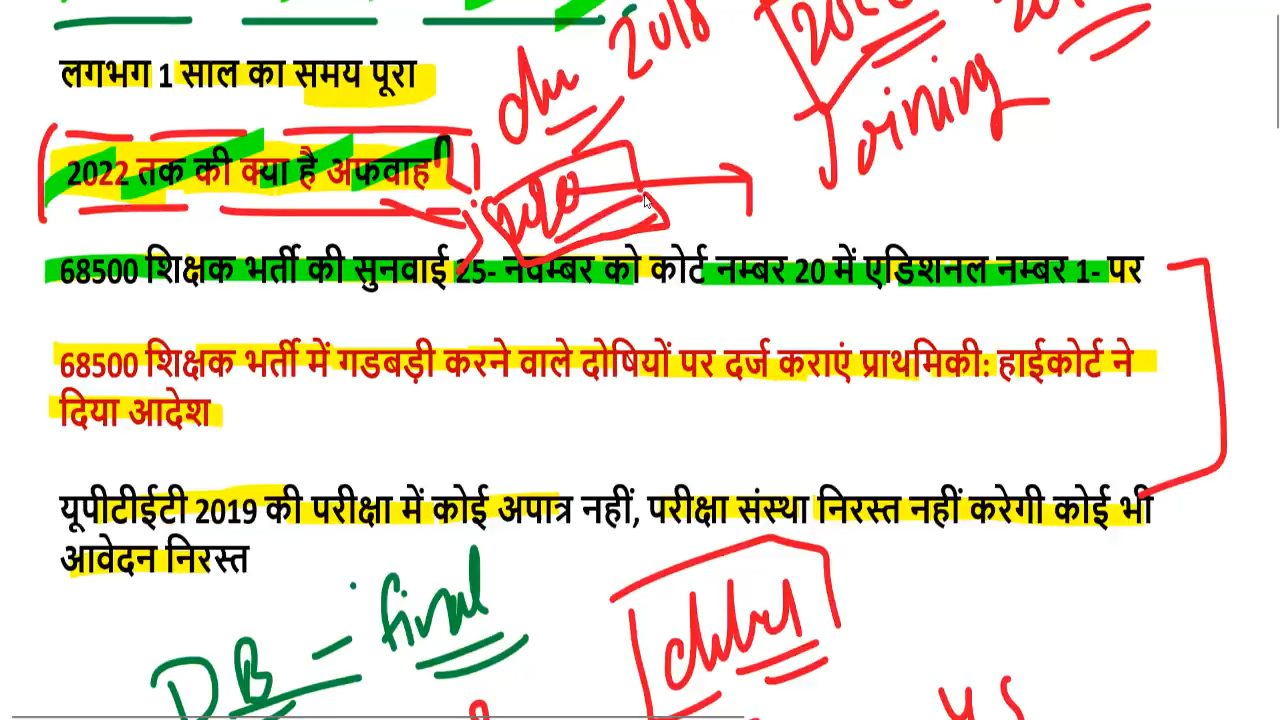 2018
लगभग 1 साल का समय पूरा
Joining
2022 तक की क्या है अफवाह
68500 शिक्षक भर्ती की सुनवाई 25- नवम्बर को कोर्ट नम्बर 20 में एडिशनल नम्बर 1- पर
68500 शिक्षक भर्ती में गडबड़ी करने वाले दोषियों पर दर्ज कराएं प्राथमिकी: हाईकोर्ट ने
दिया आदेश
यूपीटीईटी 2019 की परीक्षा में कोई अपात्र नहीं, परीक्षा संस्था निरस्त नहीं करेगी कोई भी
आवेदन निरस्त
DB = final